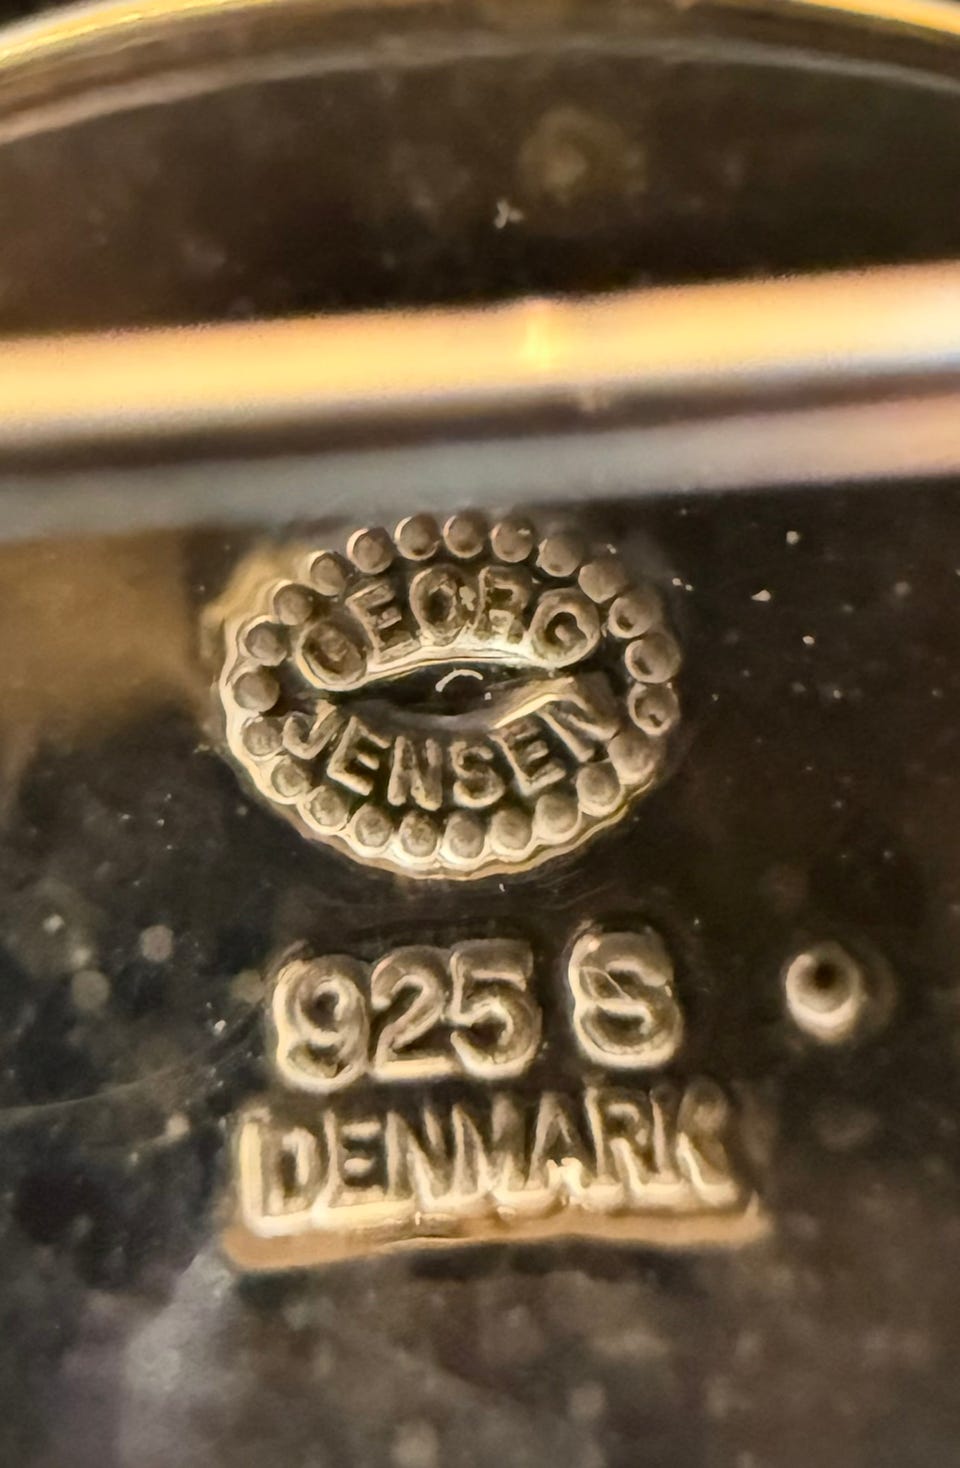 GEORG
JENSEN
925 S
DENMARK